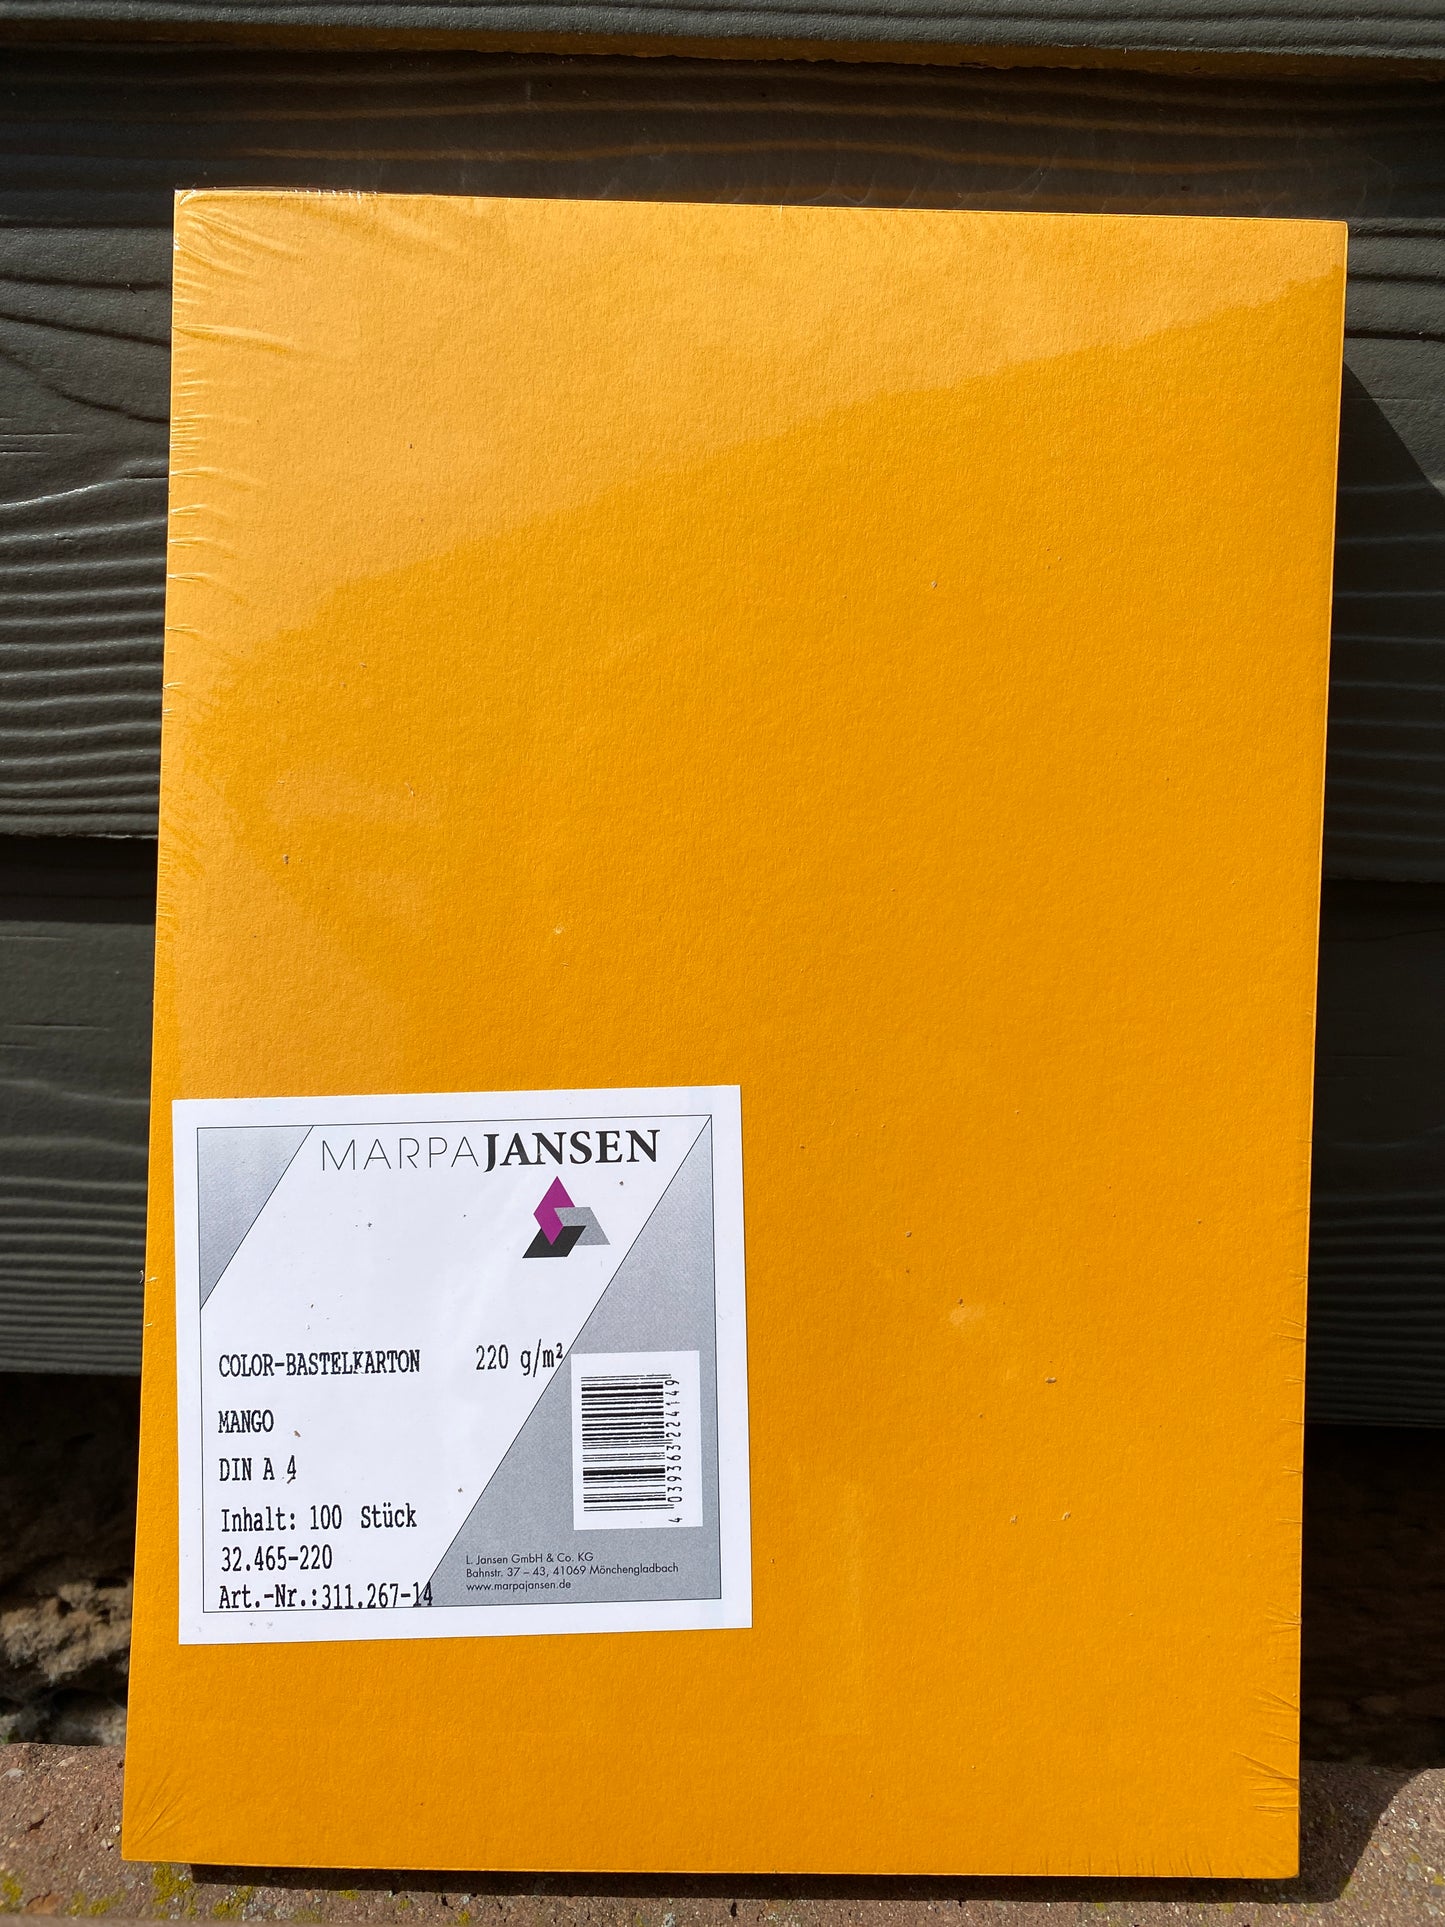 MARPAJANSEN
COLOR-BASTELKARTON 220 g/m²
MANGO
DIN A 4
Inhalt: 100 Stück
32.465-220
Art.-Nr.:311.267-14
4 039363 224149
L. Jansen GmbH & Co. KG
Bahnstr. 37 – 43, 41069 Mönchengladbach
www.marpajansen.de